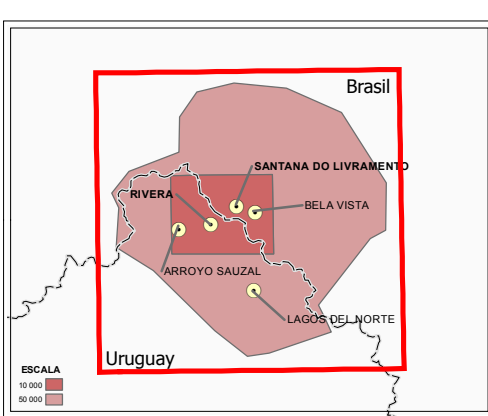 Brasil
SANTANA DO LIVRAMENTO
RIVERA
BELA VISTA
ARROYO SAUZAL
LAGOS DEL NORTE
Uruguay
ESCALA
10 000
50 000